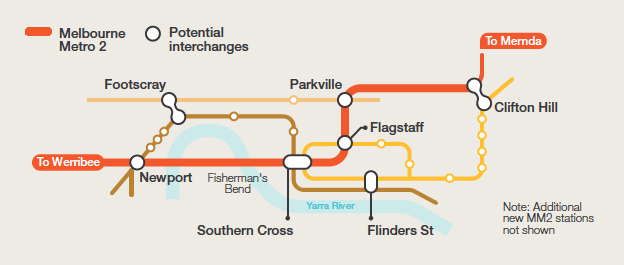 Melbourne
Metro 2
Potential
interchanges
To Mernda
Footscray
Parkville
Clifton Hill
Flagstaff
To Werribee
Newport
Fisherman's
Bend
Yarra River
Southern Cross
Flinders St
Note: Additional
new MM2 stations
not shown